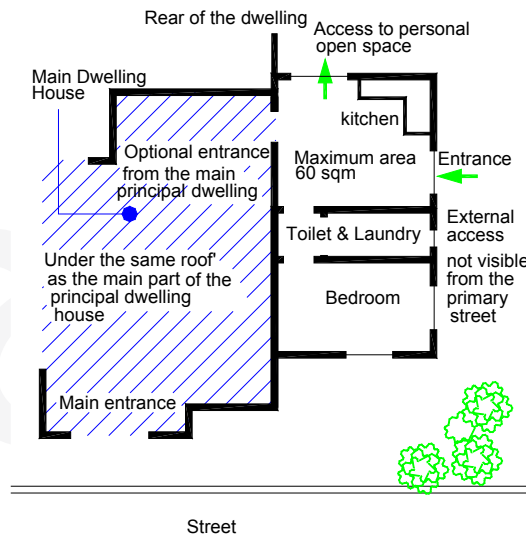 Rear of the dwelling
Access to personal
open space
Main Dwelling
House
kitchen
Optional entrance
from the main
principal dwelling
Maximum area
60 sqm
Entrance
Toilet & Laundry
External
access
not visible
from the
primary
street
Under the same roof'
as the main part of the
principal dwelling
house
Bedroom
Main entrance
Street